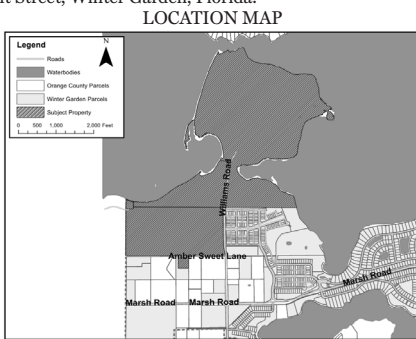 t Street, Winter Garden, Florida.
LOCATION MAP
Legend
N
Roads
Waterbodies
Orange County Parcels
Winter Garden Parcels
Subject Property
0 500 1,000 2,000 Feet
Williams Road
Amber Sweet Lane
Marsh Road
Marsh Road
Marsh Road